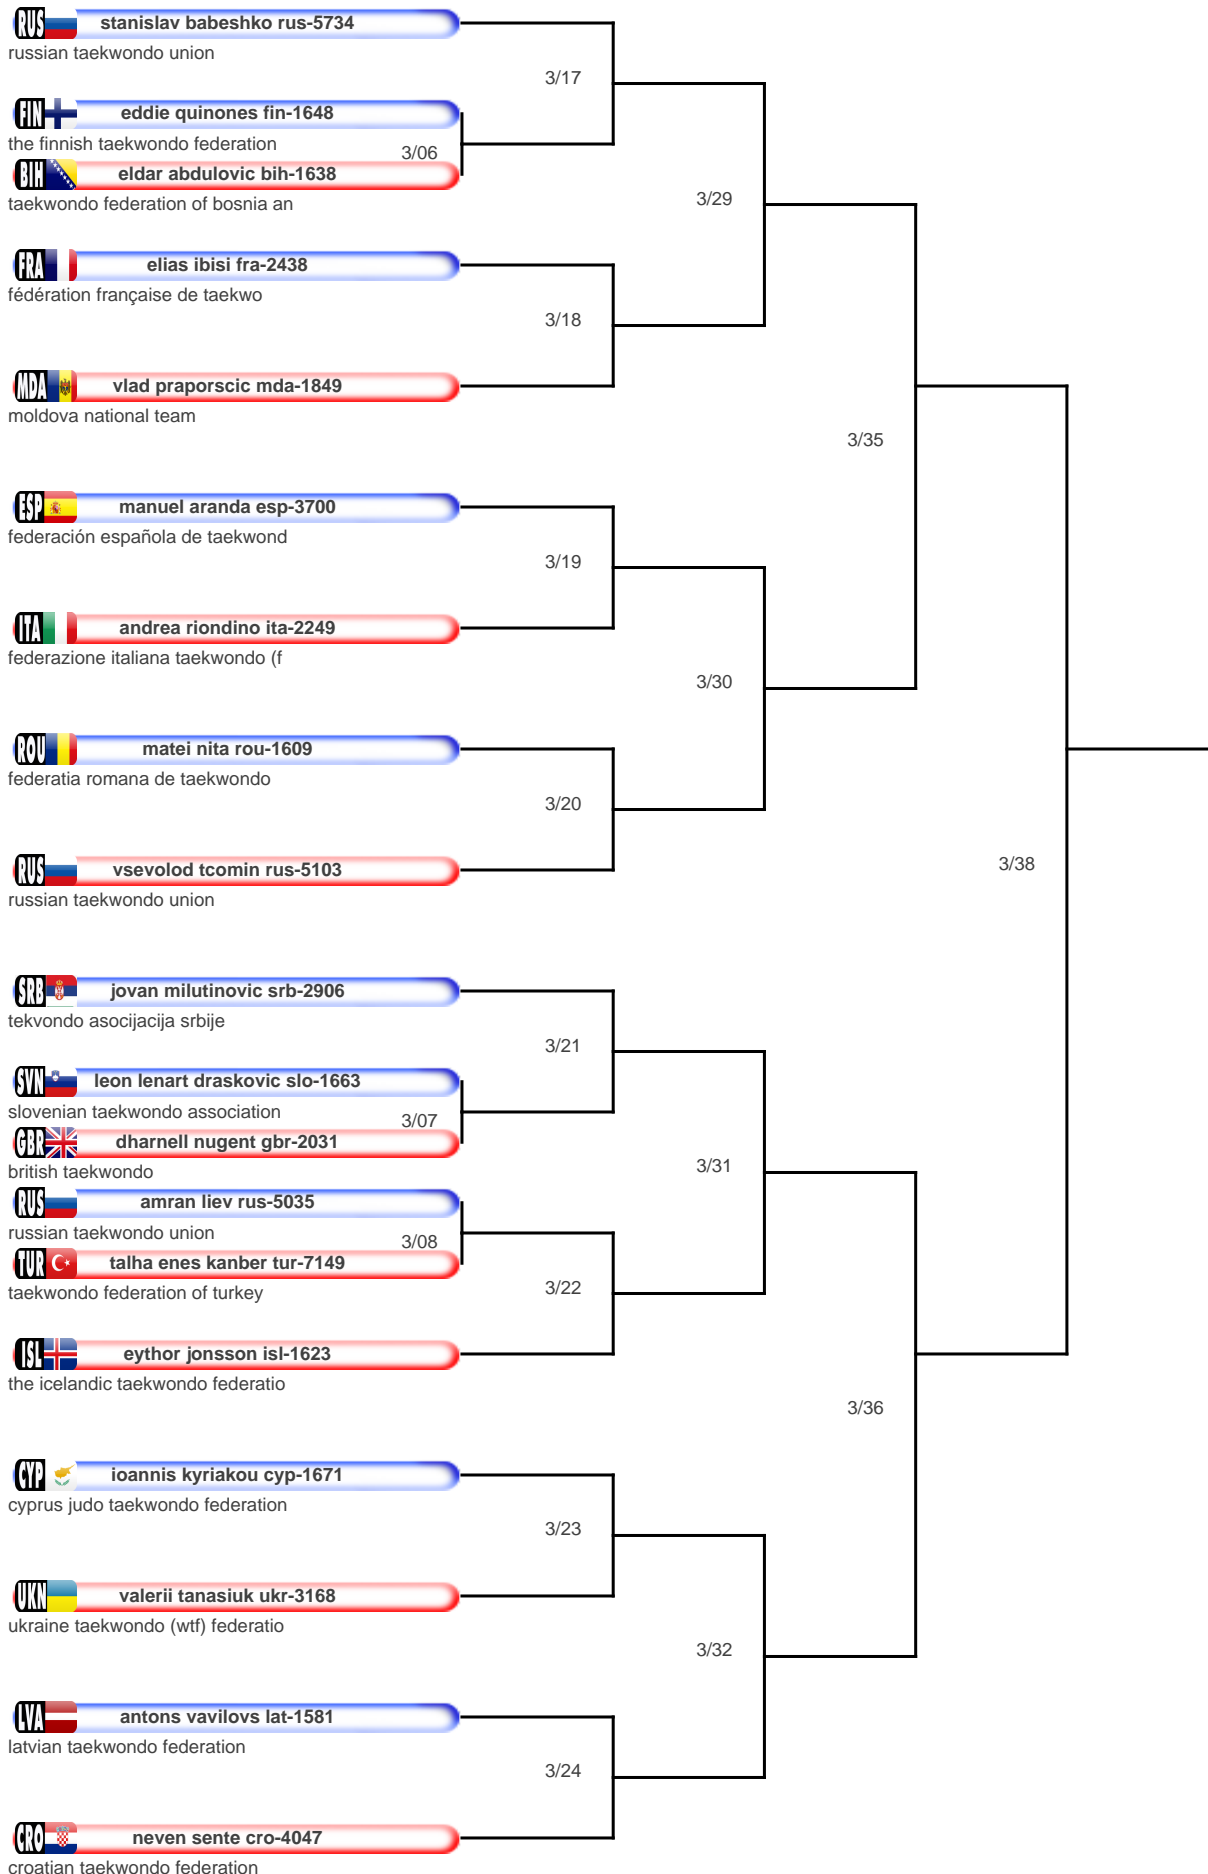 RUS stanislav babeshko rus-5734
russian taekwondo union
3/17
FIN eddie quinones fin-1648
the finnish taekwondo federation
3/06
BIH eldar abdulovic bih-1638
taekwondo federation of bosnia an
3/29
FRA elias ibisi fra-2438
fédération française de taekwo
3/18
MDA vlad praporscic mda-1849
moldova national team
3/35
ESP manuel aranda esp-3700
federación española de taekwond
3/19
ITA andrea riondino ita-2249
federazione italiana taekwondo (f
3/30
ROU matei nita rou-1609
federatia romana de taekwondo
3/20
RUS vsevolod tcomin rus-5103
russian taekwondo union
3/38
SRB jovan milutinovic srb-2906
tekvondo asocijacija srbije
3/21
SVN leon lenart draskovic slo-1663
slovenian taekwondo association
3/07
GBR dharnell nugent gbr-2031
british taekwondo
3/31
RUS amran liev rus-5035
russian taekwondo union
3/08
TUR talha enes kanber tur-7149
taekwondo federation of turkey
3/22
ISL eythor jonsson isl-1623
the icelandic taekwondo federatio
3/36
CYP ioannis kyriakou cyp-1671
cyprus judo taekwondo federation
3/23
UKN valerii tanasiuk ukr-3168
ukraine taekwondo (wtf) federatio
3/32
LVA antons vavilovs lat-1581
latvian taekwondo federation
3/24
CRO neven sente cro-4047
croatian taekwondo federation